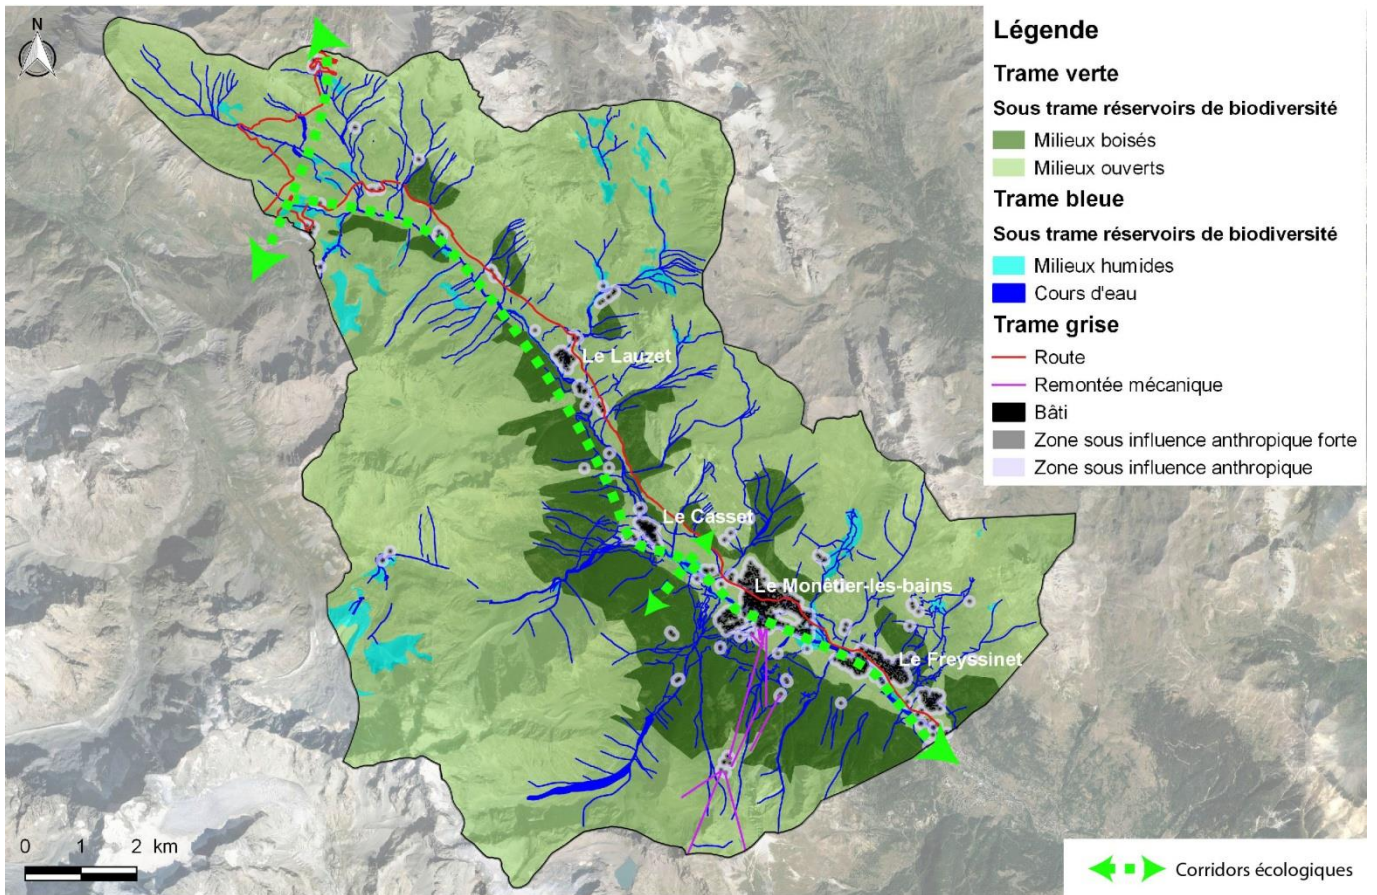 N
Légende
Trame verte
Sous trame réservoirs de biodiversité
Milieux boisés
Milieux ouverts
Trame bleue
Sous trame réservoirs de biodiversité
Milieux humides
Cours d'eau
Trame grise
Route
Remontée mécanique
Bâti
Zone sous influence anthropique forte
Zone sous influence anthropique
Le Lauzet
Le Casset
Le Monêtier-les-bains
Le Freyssinet
0 1 2 km
Corridors écologiques